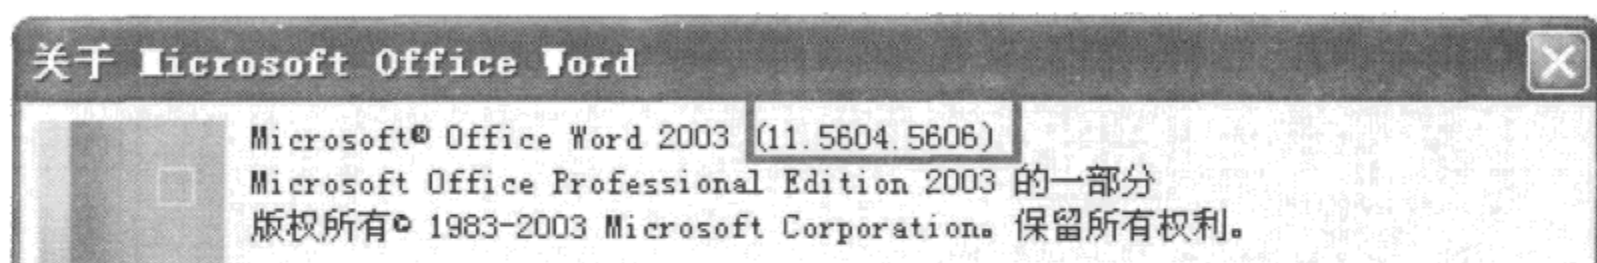 关于 Microsoft Office Word
Microsoft® Office Word 2003 (11.5604.5606)
Microsoft Office Professional Edition 2003 的一部分
版权所有© 1983-2003 Microsoft Corporation。保留所有权利。